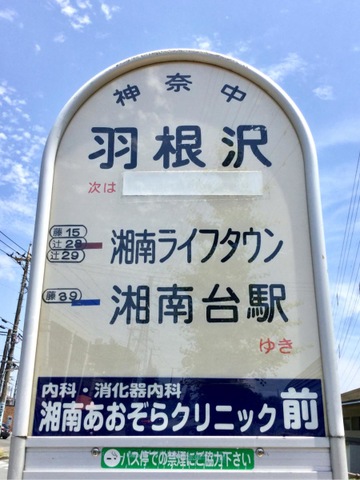 神奈中
羽根沢
次は
藤15
辻28
辻29
湘南ライフタウン
藤39
湘南台駅
ゆき
内科・消化器内科
湘南あおぞらクリニック前
バス停での禁煙にご協力下さい